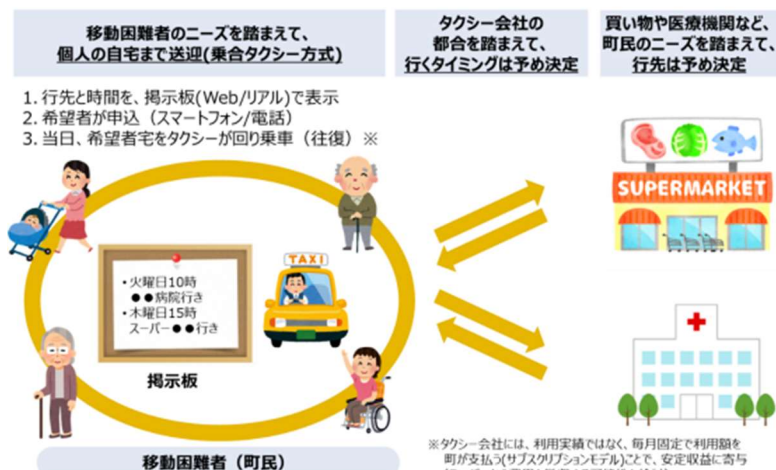 移動困難者のニーズを踏まえて、
個人の自宅まで送迎(乗合タクシー方式)
タクシー会社の
都合を踏まえて、
行くタイミングは予め決定
買い物や医療機関など、
町民のニーズを踏まえて、
行先は予め決定
1. 行先と時間を、掲示板(Web/リアル)で表示
2. 希望者が申込(スマートフォン/電話)
3. 当日、希望者宅をタクシーが回り乗車(往復)※
TAXI
・火曜日10時
●●病院行き
・木曜日15時
スーパー●●行き
掲示板
SUPERMARKET
移動困難者(町民)
※タクシー会社には、利用実績ではなく、毎月固定で利用額を
町が支払う(サブスクリプションモデル)ことで、安定収益に寄与